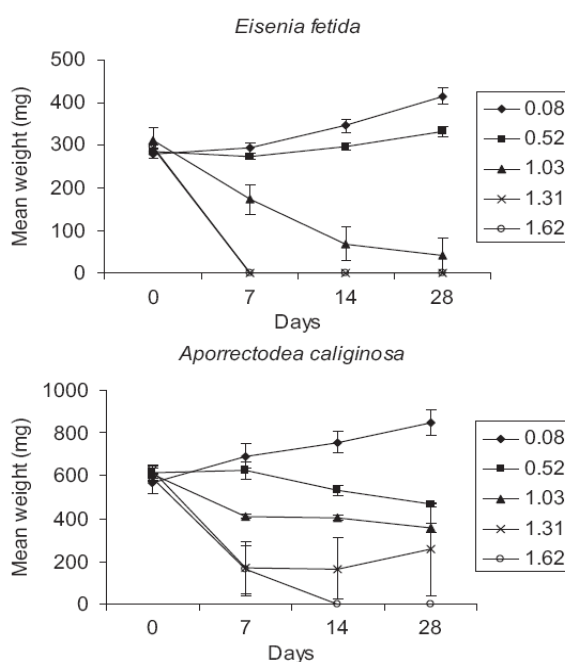 Eisenia fetida
Mean weight (mg)
500
400
300
200
100
0
0 7 14 28
Days
0.08
0.52
1.03
1.31
1.62
Aporrectodea caliginosa
Mean weight (mg)
1000
800
600
400
200
0
0 7 14 28
Days
0.08
0.52
1.03
1.31
1.62